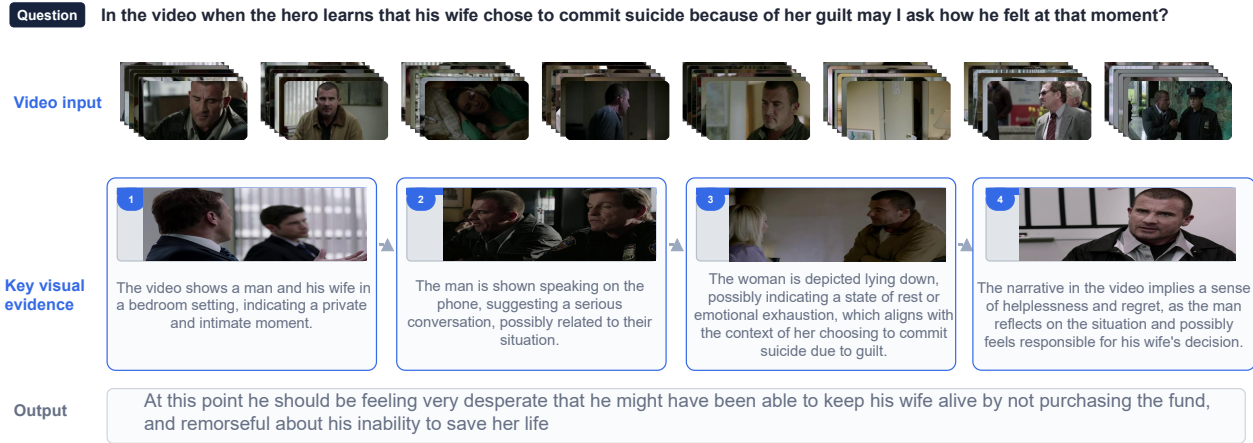 Question In the video when the hero learns that his wife chose to commit suicide because of her guilt may I ask how he felt at that moment?
Video input
Key visual
evidence
1
The video shows a man and his wife in
a bedroom setting, indicating a private
and intimate moment.
2
The man is shown speaking on the
phone, suggesting a serious
conversation, possibly related to their
situation.
3
The woman is depicted lying down,
possibly indicating a state of rest or
emotional exhaustion, which aligns with
the context of her choosing to commit
suicide due to guilt.
4
The narrative in the video implies a sense
of helplessness and regret, as the man
reflects on the situation and possibly
feels responsible for his wife's decision.
Output
At this point he should be feeling very desperate that he might have been able to keep his wife alive by not purchasing the fund,
and remorseful about his inability to save her life